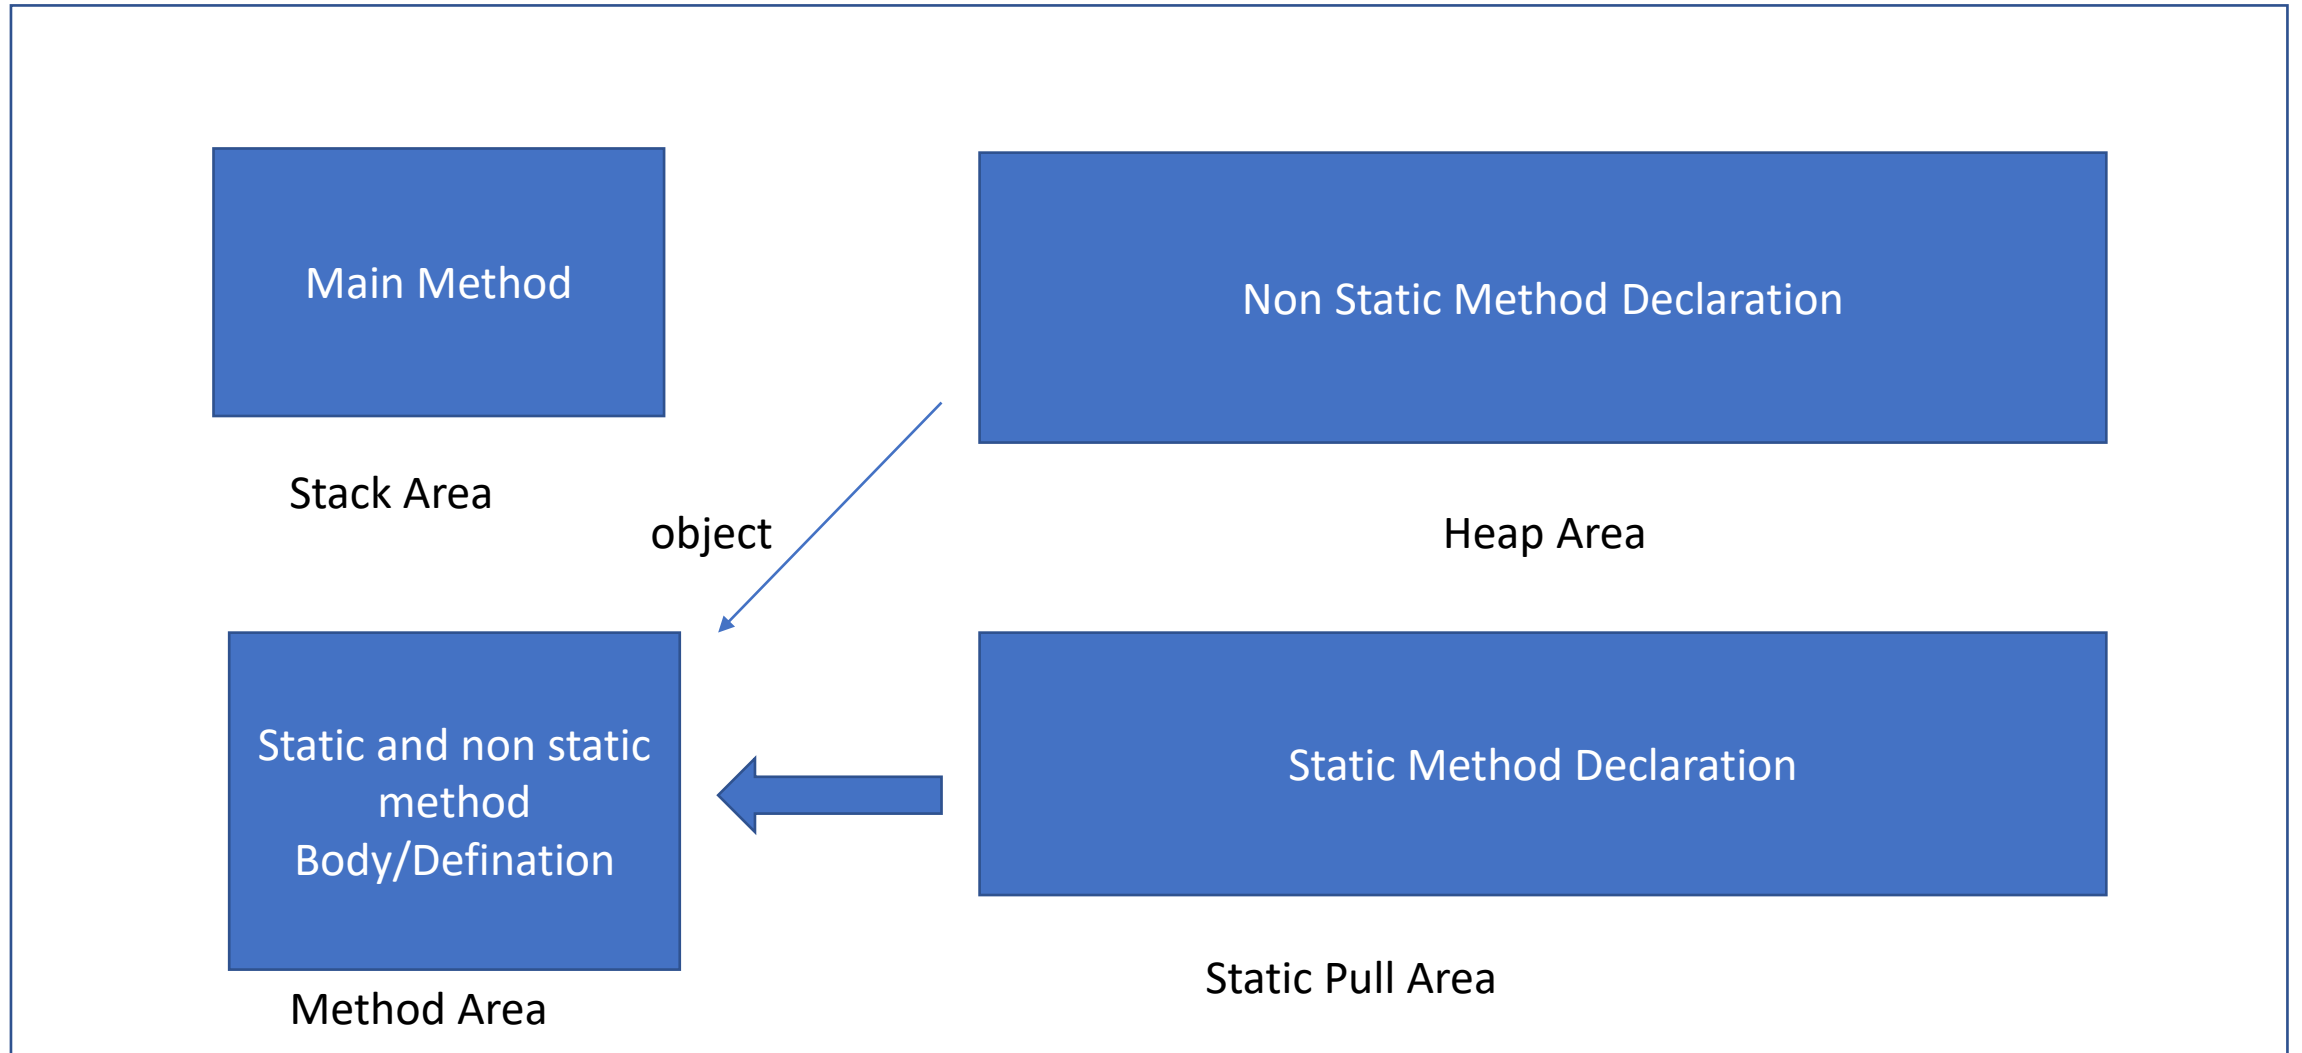 Main Method
Non Static Method Declaration
Stack Area
object
Heap Area
Static and non static
method
Body/Defination
Static Method Declaration
Static Pull Area
Method Area